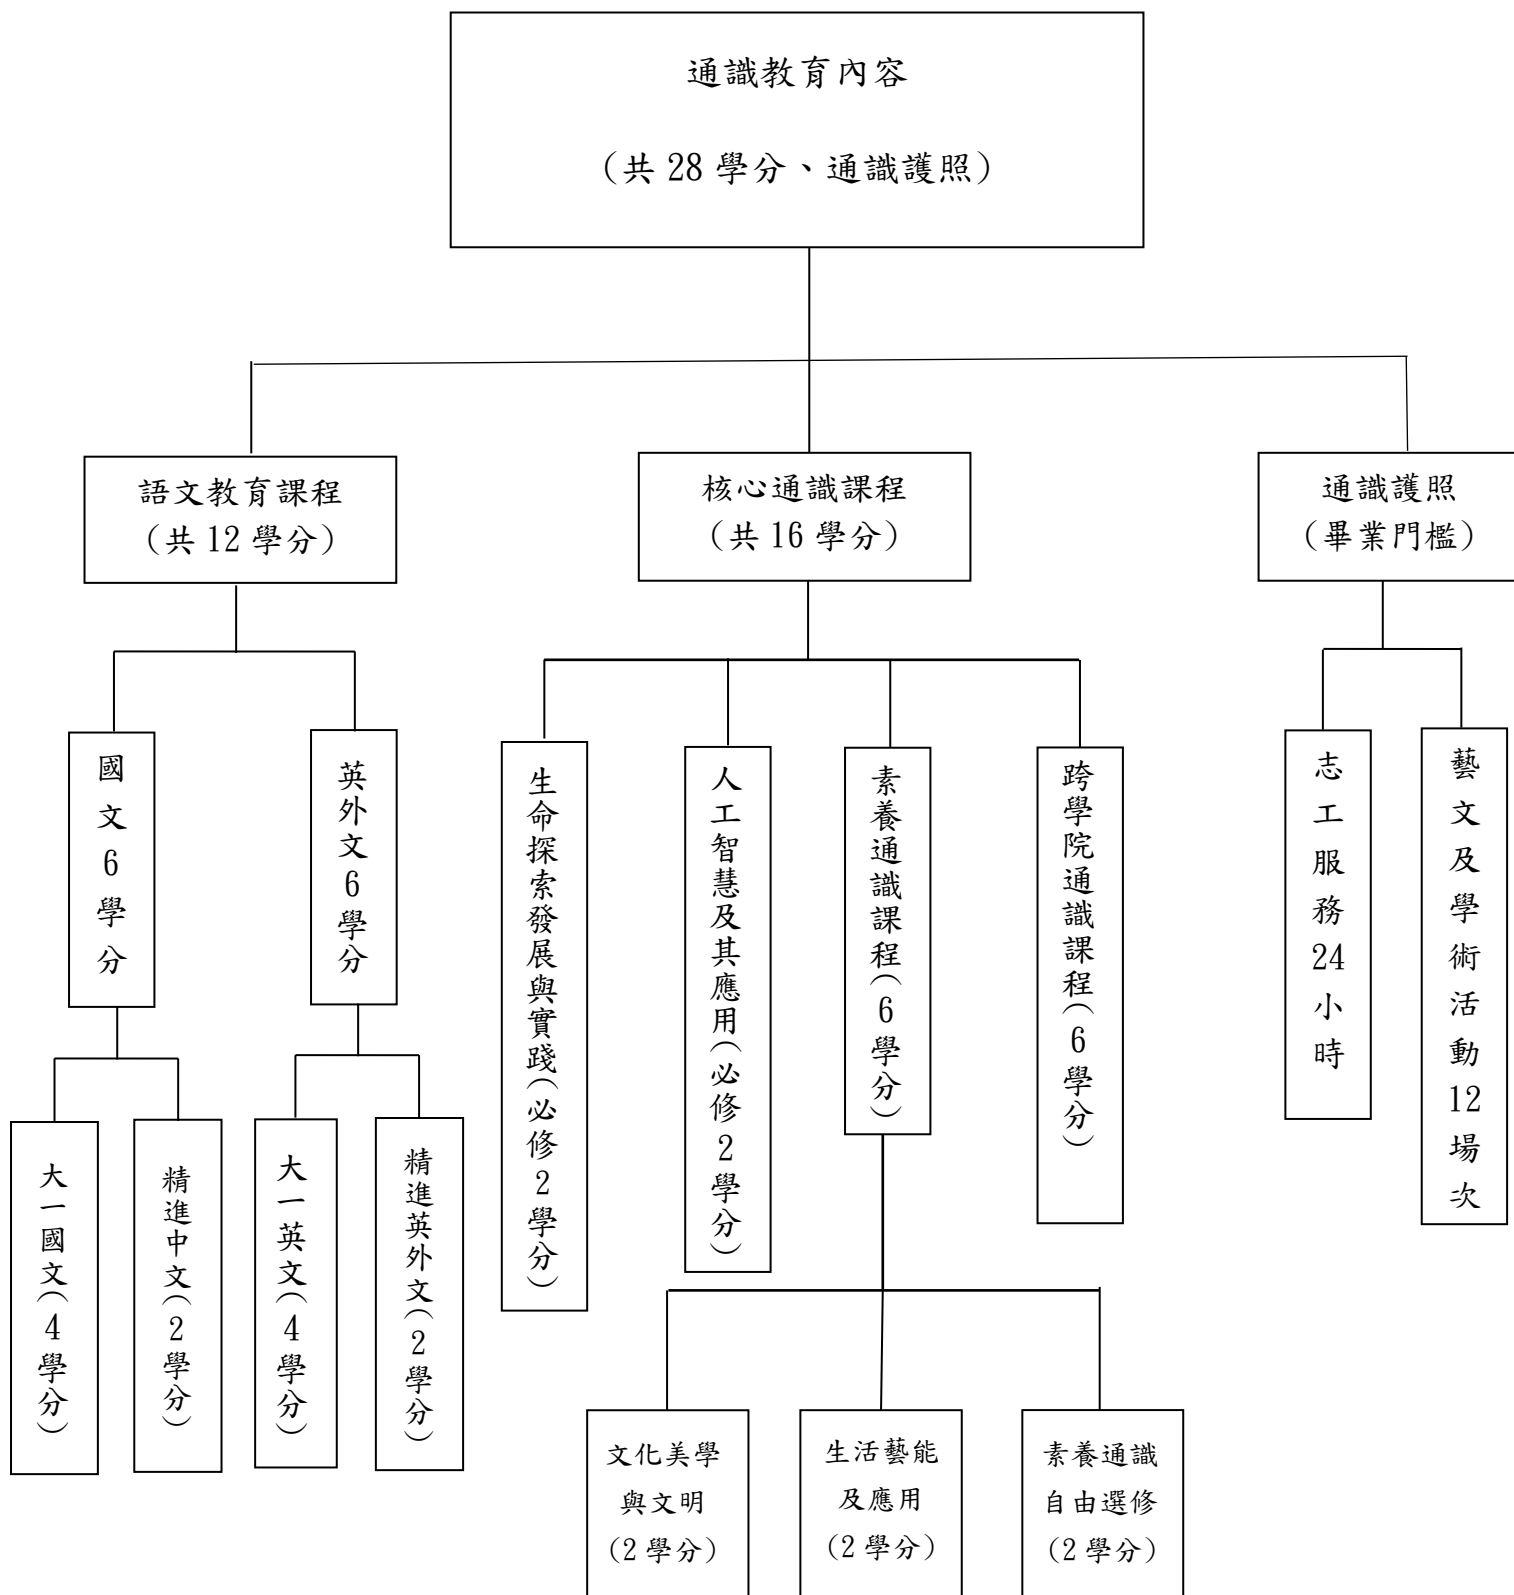 通識教育內容
（共 28 學分、通識護照）
語文教育課程
（共 12 學分）
核心通識課程
（共 16 學分）
通識護照
（畢業門檻）
國文6學分
英外文6學分
生命探索發展與實踐（必修2學分）
人工智慧及其應用（必修2學分）
素養通識課程（6學分）
跨學院通識課程（6學分）
志工服務24小時
藝文及學術活動12場次
大一國文（4學分）
精進中文（2學分）
大一英文（4學分）
精進英外文（2學分）
文化美學
與文明
（2 學分）
生活藝能
及應用
（2 學分）
素養通識
自由選修
（2 學分）